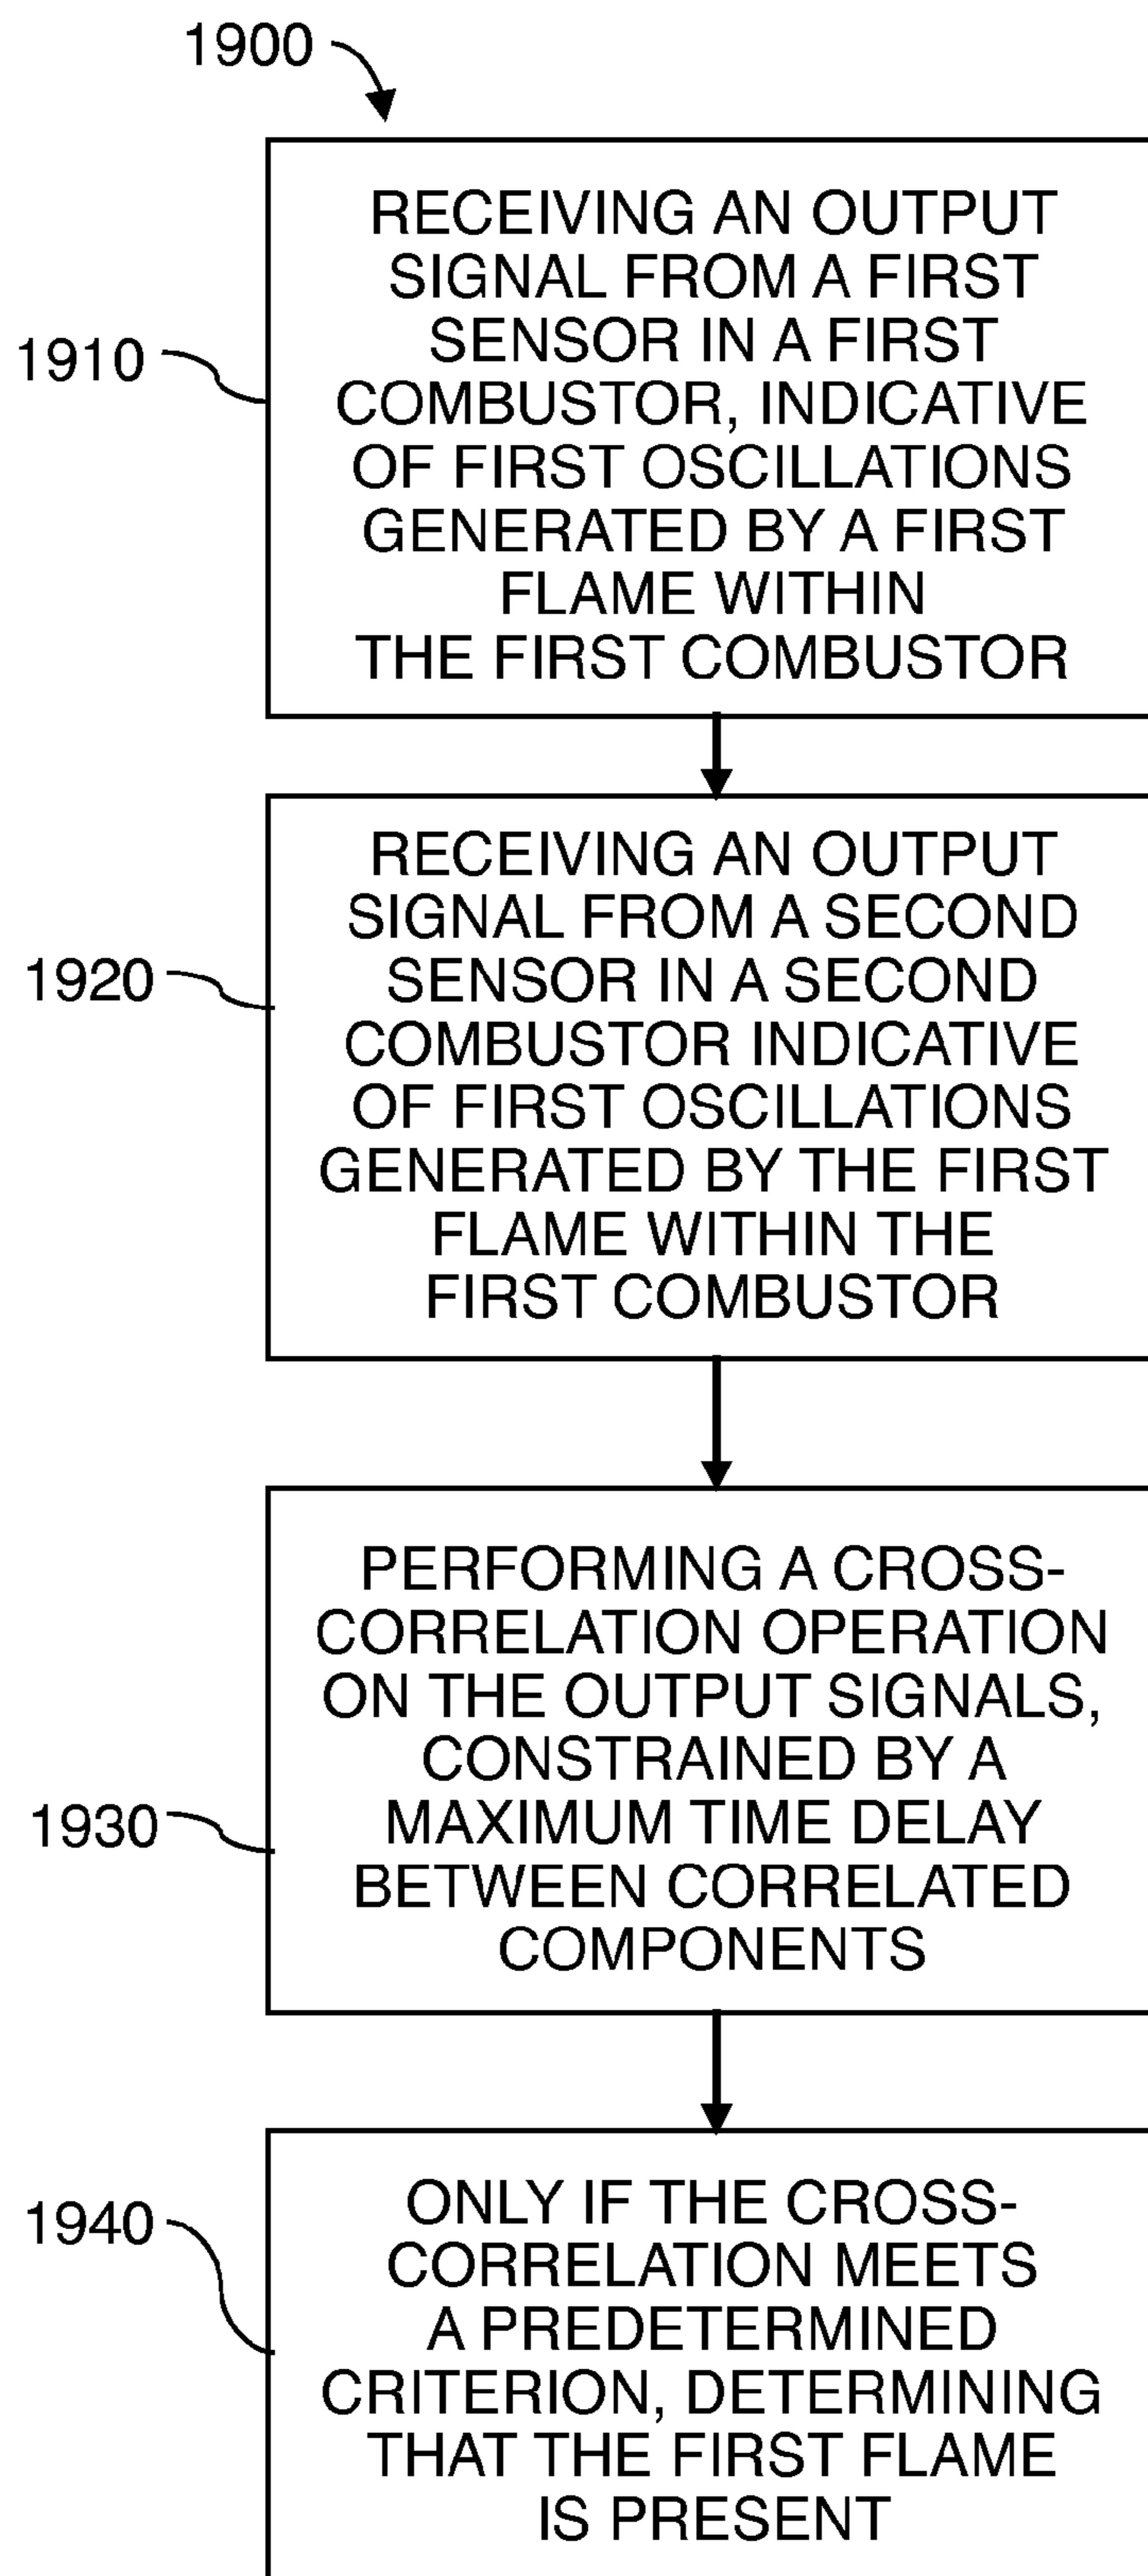 1900
RECEIVING AN OUTPUT
SIGNAL FROM A FIRST
SENSOR IN A FIRST
COMBUSTOR, INDICATIVE
OF FIRST OSCILLATIONS
GENERATED BY A FIRST
FLAME WITHIN
THE FIRST COMBUSTOR
1910
RECEIVING AN OUTPUT
SIGNAL FROM A SECOND
SENSOR IN A SECOND
COMBUSTOR INDICATIVE
OF FIRST OSCILLATIONS
GENERATED BY THE FIRST
FLAME WITHIN THE
FIRST COMBUSTOR
1920
PERFORMING A CROSS-
CORRELATION OPERATION
ON THE OUTPUT SIGNALS,
CONSTRAINED BY A
MAXIMUM TIME DELAY
BETWEEN CORRELATED
COMPONENTS
1930
ONLY IF THE CROSS-
CORRELATION MEETS
A PREDETERMINED
CRITERION, DETERMINING
THAT THE FIRST FLAME
IS PRESENT
1940